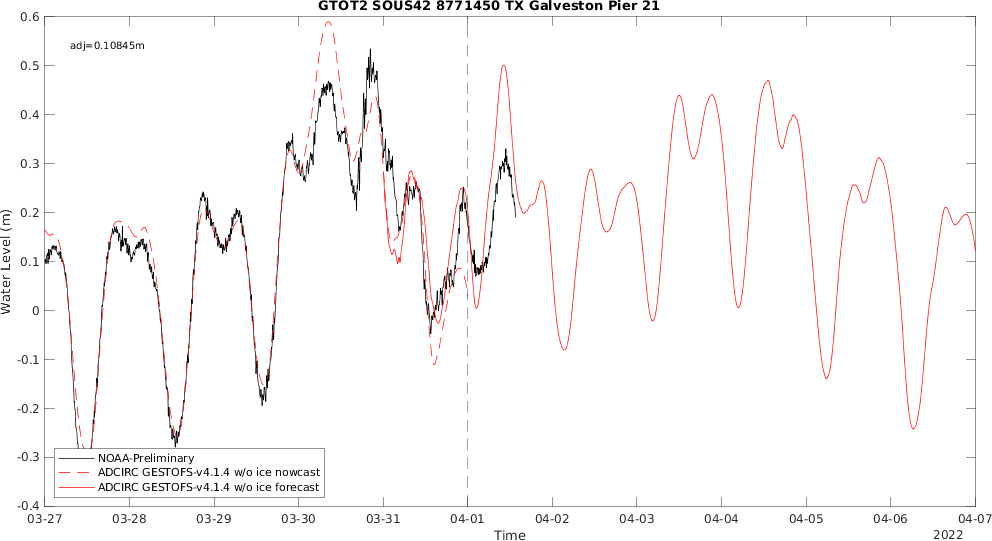 GTOT2 SOUS42 8771450 TX Galveston Pier 21
adj=0.10845m
0.6
0.5
0.4
0.3
0.2
0.1
0
-0.1
-0.2
-0.3
-0.4
Water Level (m)
NOAA-Preliminary
ADCIRC GESTOFS-v4.1.4 w/o ice nowcast
ADCIRC GESTOFS-v4.1.4 w/o ice forecast
03-27 03-28 03-29 03-30 03-31 04-01 04-02 04-03 04-04 04-05 04-06 04-07
Time
2022